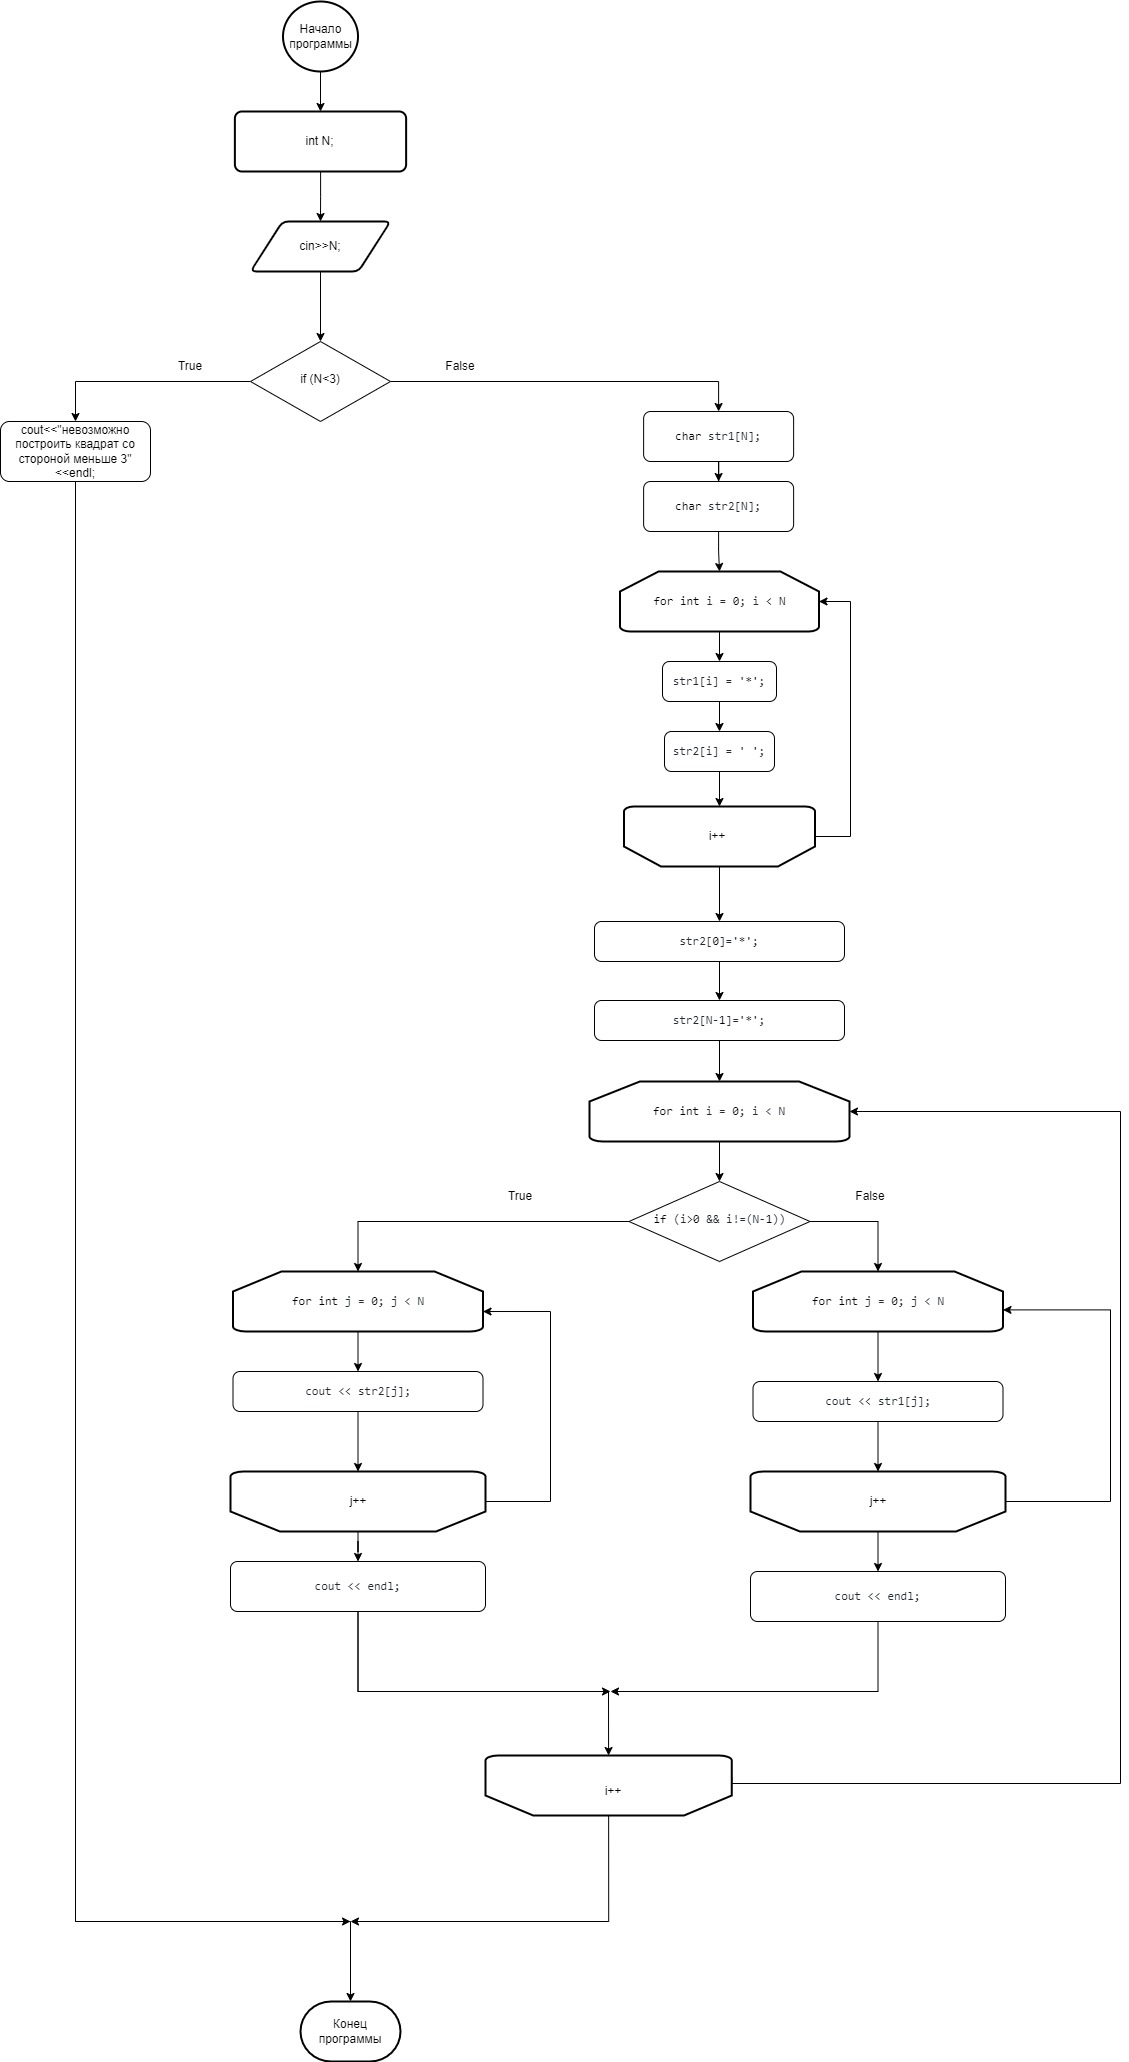 Начало
программы
int N;
cin>>N;
if (N<3)
True
False
cout<<"невозможно
построить квадрат со
стороной меньше 3"
<<endl;
char str1[N];
char str2[N];
for int i = 0; i < N
str1[i] = '*';
str2[i] = ' ';
i++
str2[0]='*';
str2[N-1]='*';
for int i = 0; i < N
if (i>0 && i!=(N-1))
True
False
for int j = 0; j < N
cout << str2[j];
j++
cout << endl;
for int j = 0; j < N
cout << str1[j];
j++
cout << endl;
i++
Конец
программы